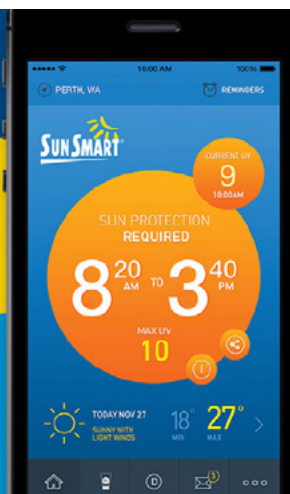 10:00 AM
100%
PERTH, WA
REMINDERS
SUNSMART
CURRENT UV
9
10:00AM
SUN PROTECTION
REQUIRED
8 20 AM TO 3 40 PM
MAX UV
10
i
TODAY NOV 27
SUNNY WITH
LIGHT WINDS
18°
MIN
27°
MAX
D
3